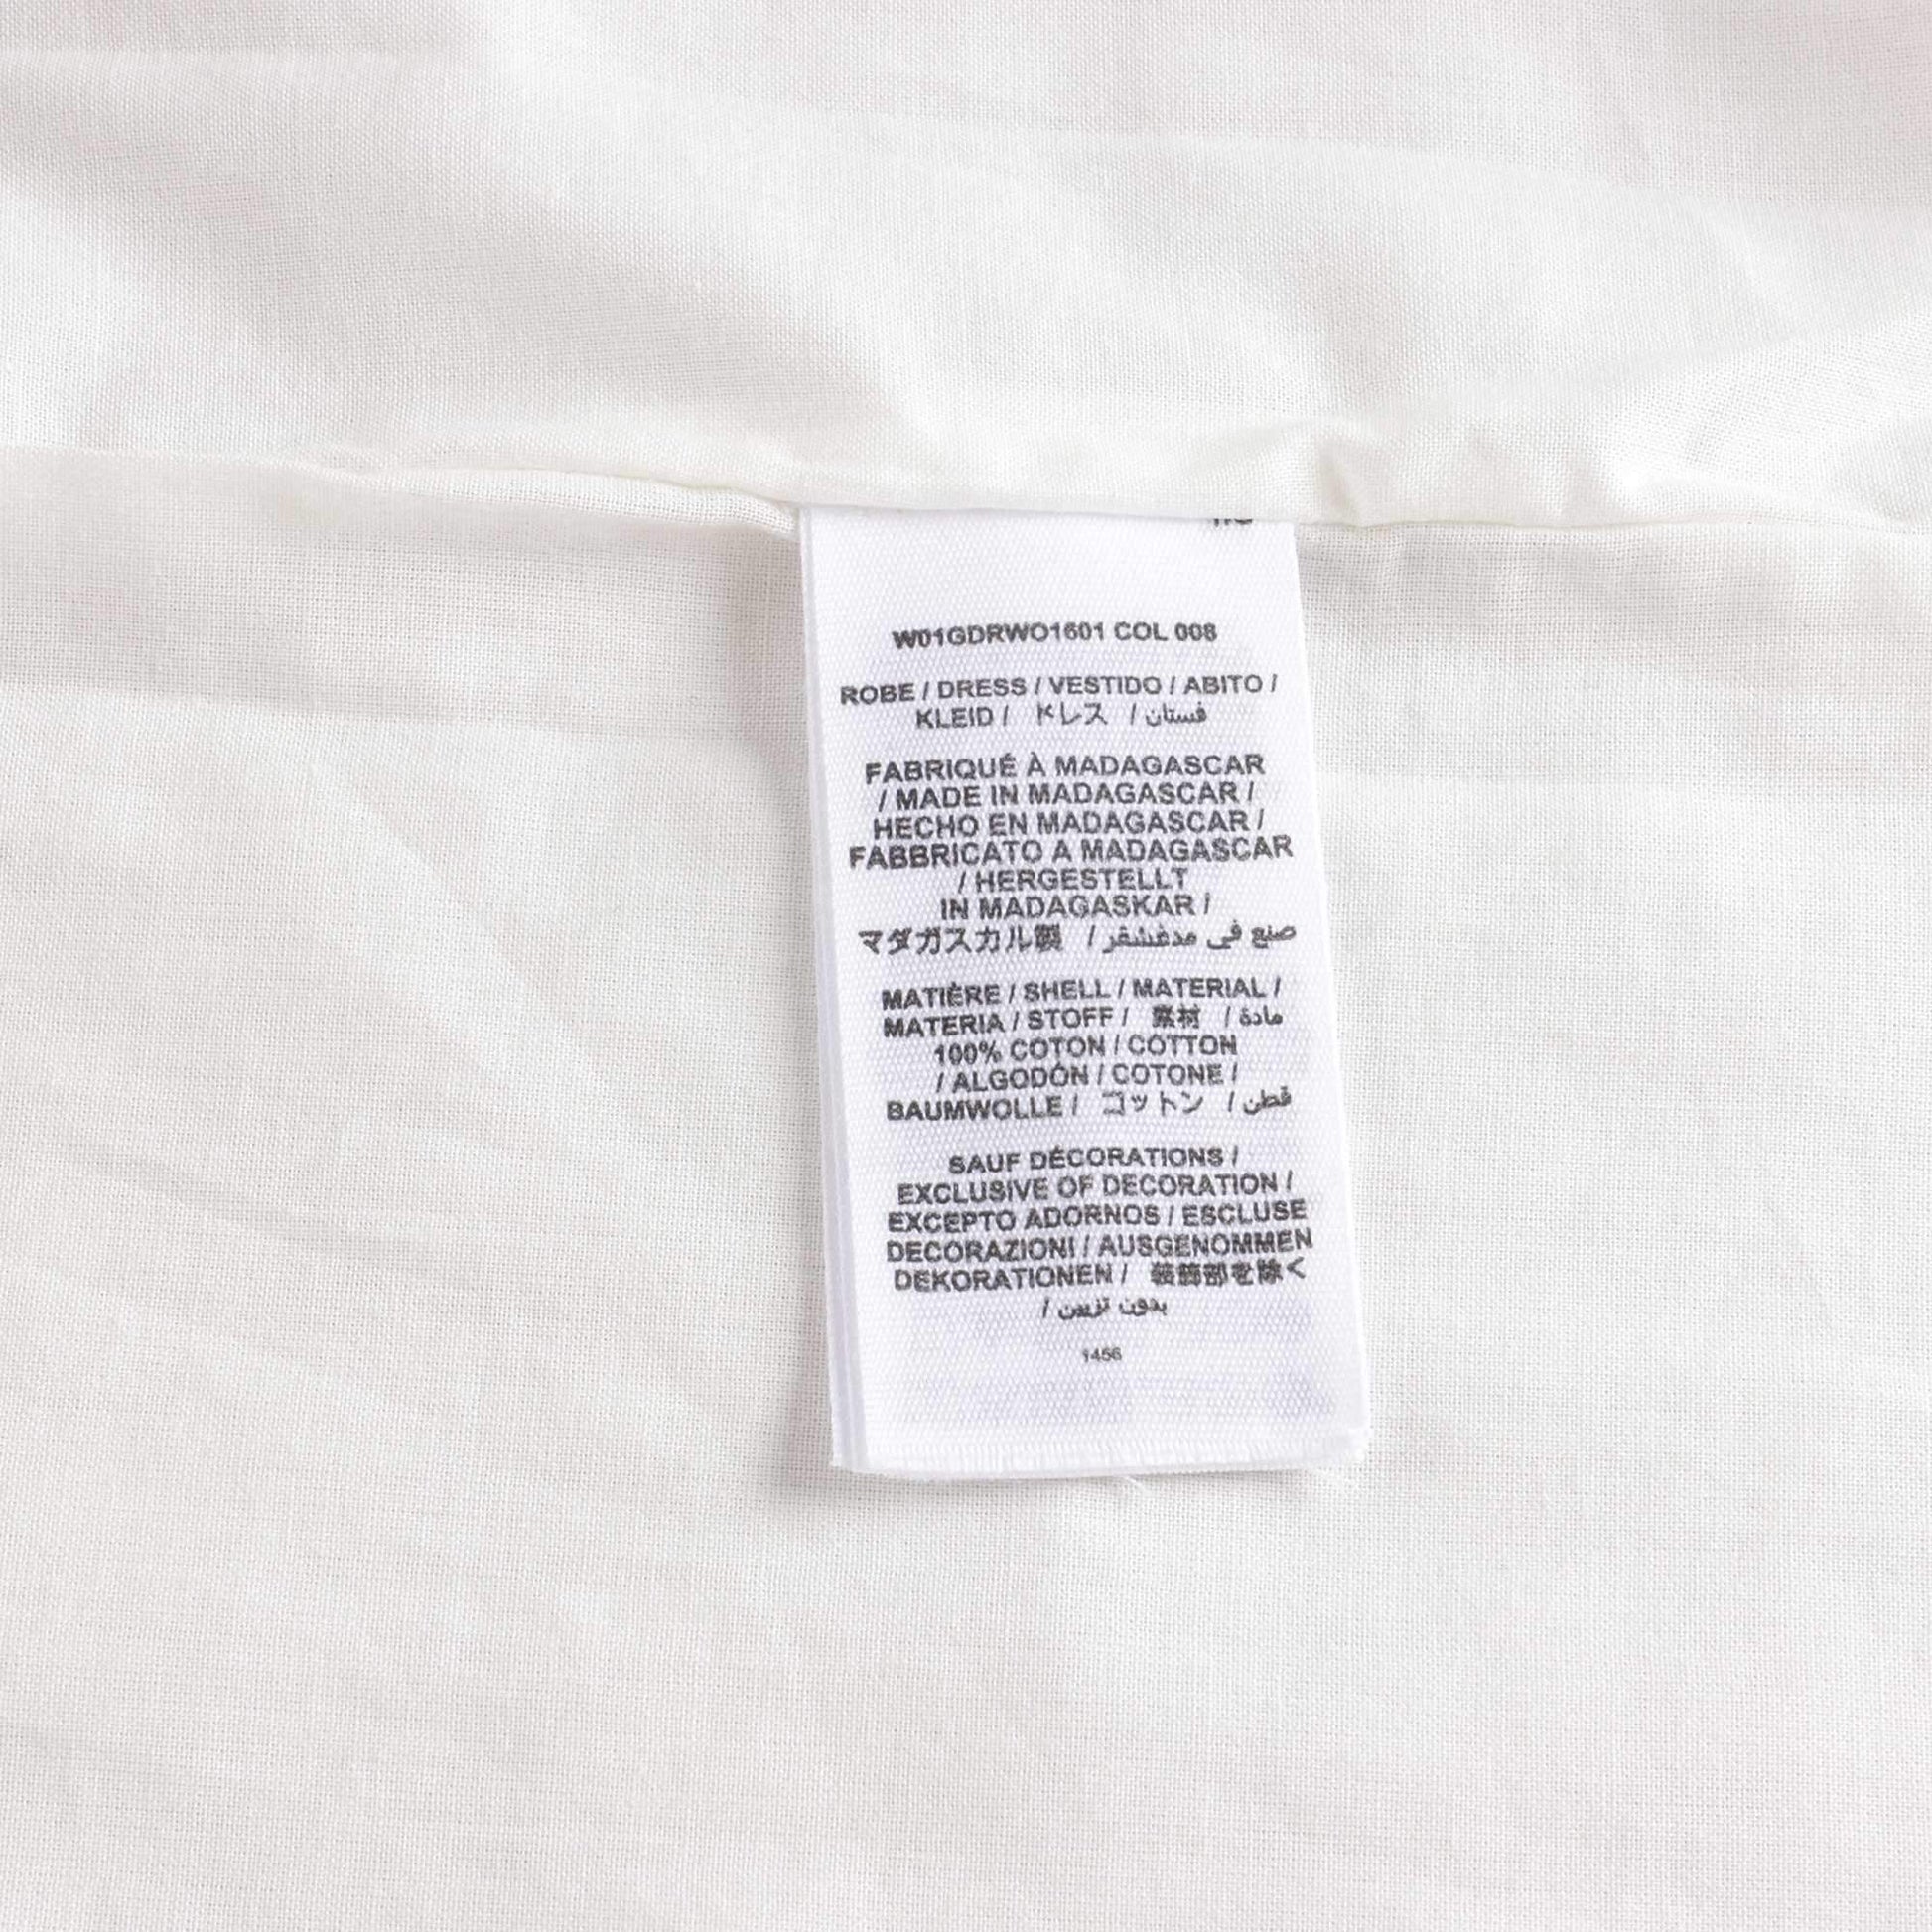 W01GDRWO1601 COL 008
ROBE / DRESS / VESTIDO / ABITO /
KLEID / ドレス / فستان
FABRIQUÉ À MADAGASCAR
/ MADE IN MADAGASCAR /
HECHO EN MADAGASCAR /
FABBRICATO A MADAGASCAR
/ HERGESTELLT
IN MADAGASKAR /
マダガスカル製 / صنع في مدغشقر
MATIÈRE / SHELL / MATERIAL /
MATERIA / STOFF / 素材 / مادة
100% COTON / COTTON
/ ALGODÓN / COTONE /
BAUMWOLLE / コットン / قطن
SAUF DÉCORATIONS /
EXCLUSIVE OF DECORATION /
EXCEPTO ADORNOS / ESCLUSE
DECORAZIONI / AUSGENOMMEN
DEKORATIONEN / 装飾部を除く
/ بدون تزيين
1456